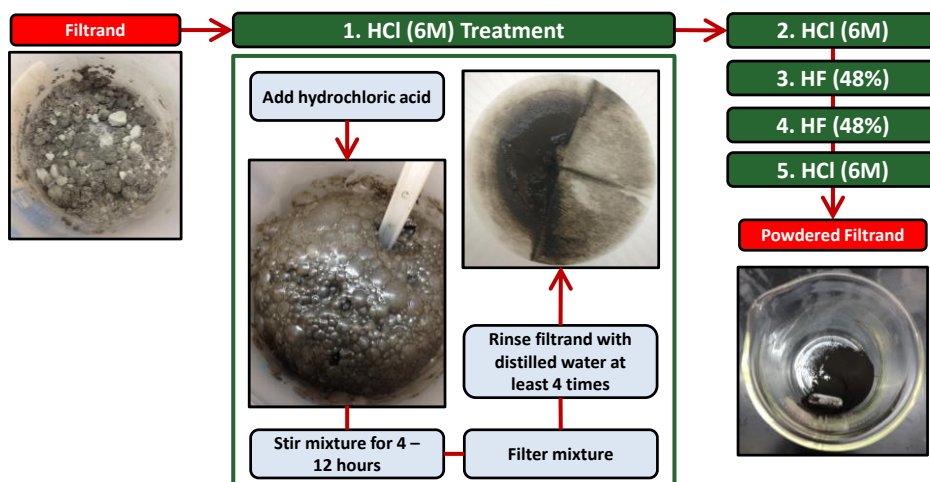 Filtrand
1. HCl (6M) Treatment
2. HCl (6M)
3. HF (48%)
4. HF (48%)
5. HCl (6M)
Powdered Filtrand
Add hydrochloric acid
Stir mixture for 4 –
12 hours
Filter mixture
Rinse filtrand with
distilled water at
least 4 times